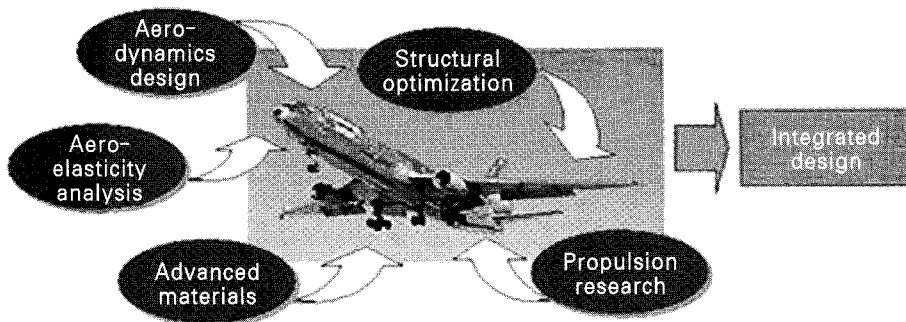 Aero-
dynamics
design
Structural
optimization
Aero-
elasticity
analysis
Integrated
design
Advanced
materials
Propulsion
research